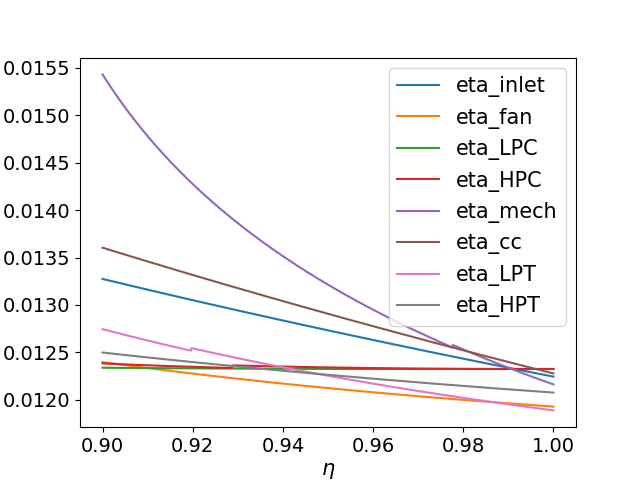 0.0155
0.0150
0.0145
0.0140
0.0135
0.0130
0.0125
0.0120
0.90 0.92 0.94 0.96 0.98 1.00
η
eta_inlet
eta_fan
eta_LPC
eta_HPC
eta_mech
eta_cc
eta_LPT
eta_HPT